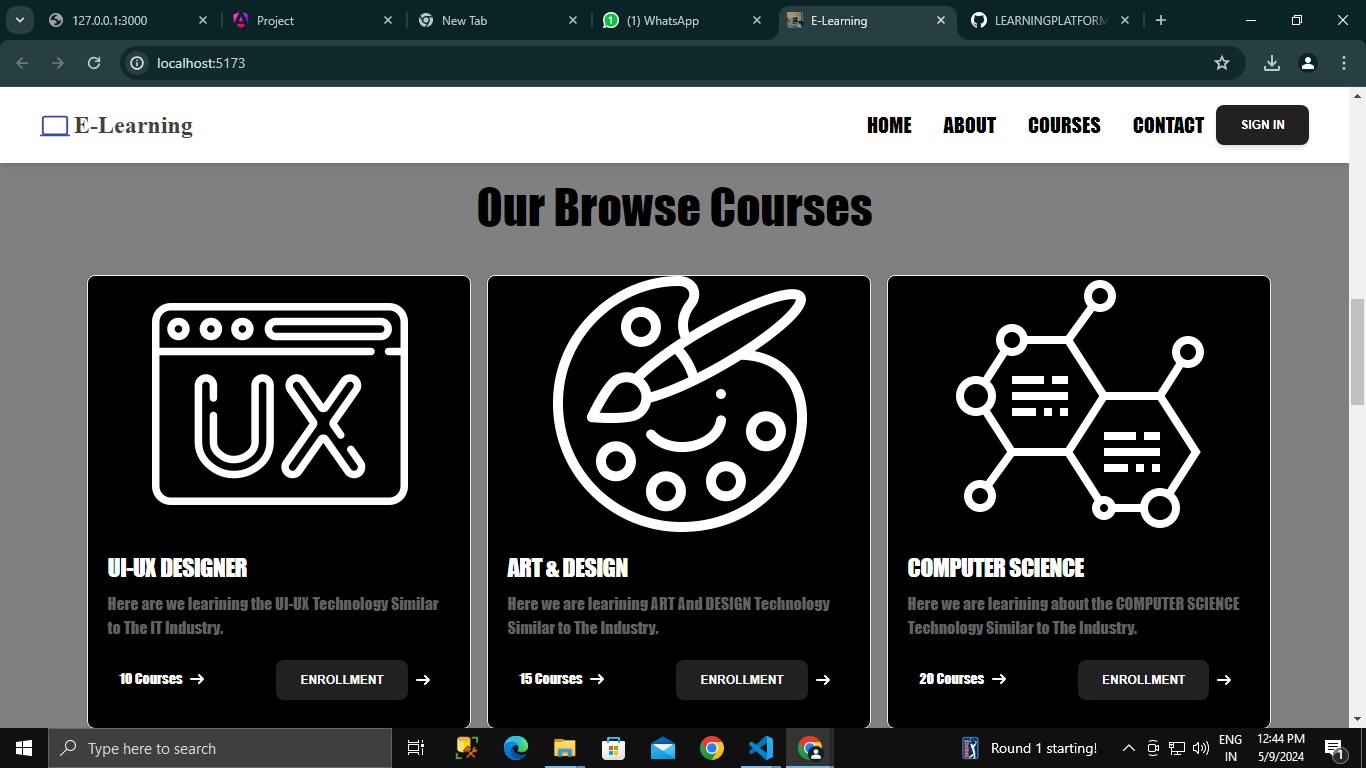 127.0.0.1:3000
Project
New Tab
(1) WhatsApp
E-Learning
LEARNINGPLATFORM
localhost:5173
E-Learning
HOME
ABOUT
COURSES
CONTACT
SIGN IN
Our Browse Courses
UX
UI-UX DESIGNER
Here are we learining the UI-UX Technology Similar
to The IT Industry.
10 Courses
ENROLLMENT
ART & DESIGN
Here we are learining ART And DESIGN Technology
Similar to The Industry.
15 Courses
ENROLLMENT
COMPUTER SCIENCE
Here we are learining about the COMPUTER SCIENCE
Technology Similar to The Industry.
20 Courses
ENROLLMENT
Type here to search
Round 1 starting!
ENG
IN
12:44 PM
5/9/2024
1